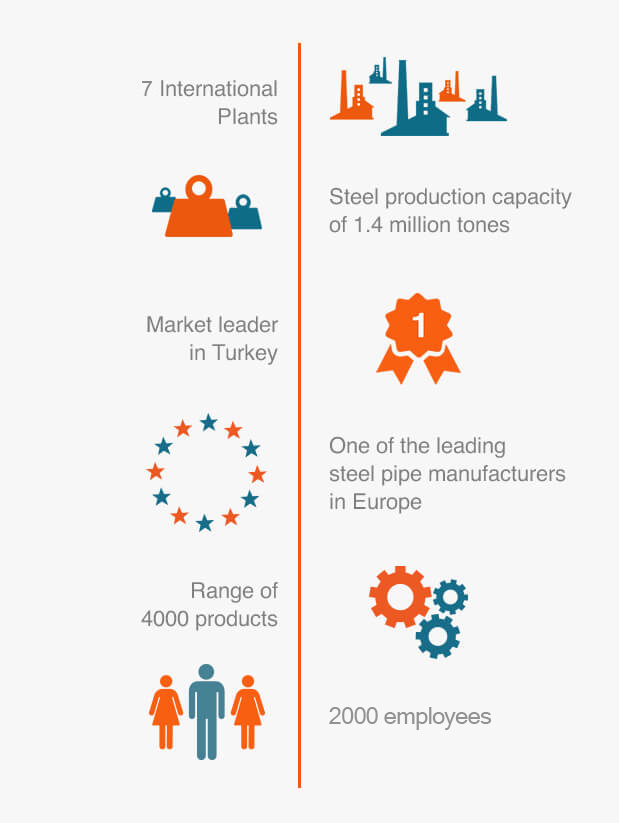 7 International
Plants
Steel production capacity
of 1.4 million tones
Market leader
in Turkey
1
One of the leading
steel pipe manufacturers
in Europe
Range of
4000 products
2000 employees